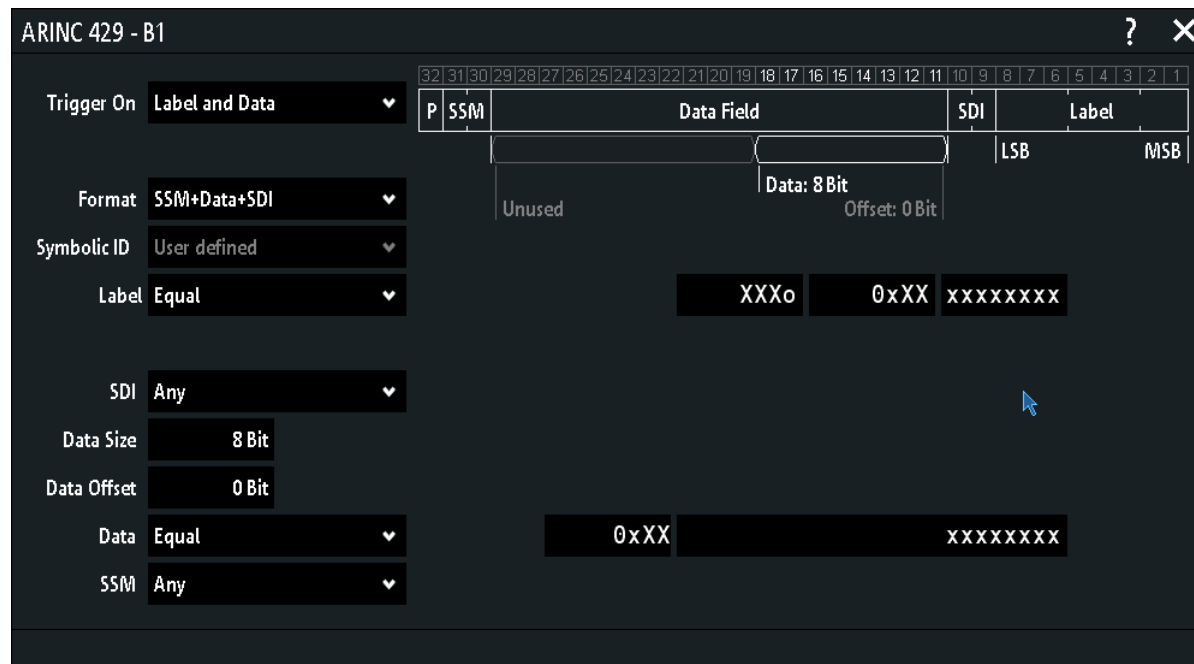 ARINC 429 - B1 ?
32 31 30 29 28 27 26 25 24 23 22 21 20 19 18 17 16 15 14 13 12 11 10 9 8 7 6 5 4 3 2 1
Trigger On Label and Data
P SSM Data Field SDI Label
LSB MSB
Data: 8 Bit
Format SSM+Data+SDI
Unused Offset: 0 Bit
Symbolic ID User defined
Label Equal XXXo 0xXX xxxxxxxx
SDI Any
Data Size 8 Bit
Data Offset 0 Bit
Data Equal 0xXX xxxxxxxx
SSM Any